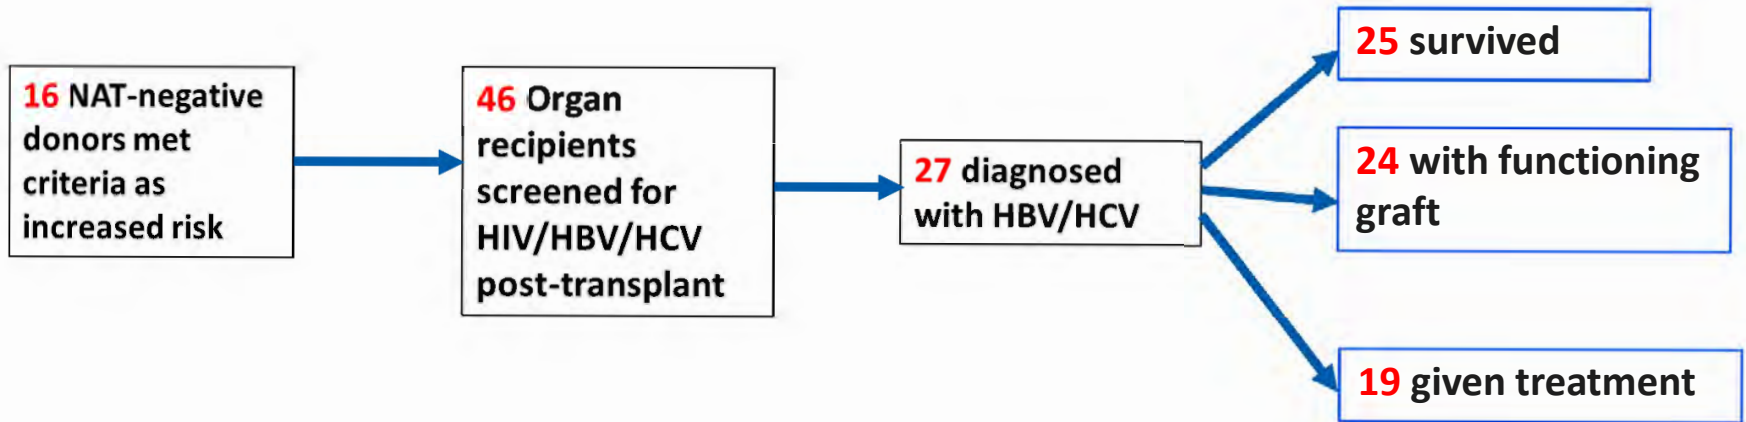 16 NAT-negative
donors met
criteria as
increased risk
46 Organ
recipients
screened for
HIV/HBV/HCV
post-transplant
27 diagnosed
with HBV/HCV
25 survived
24 with functioning
graft
19 given treatment